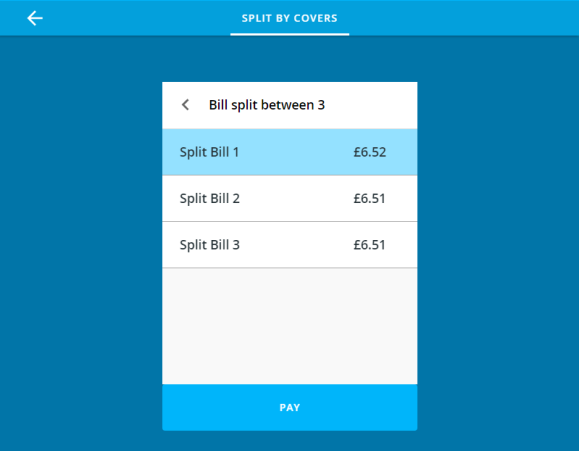 SPLIT BY COVERS
Bill split between 3
Split Bill 1 £6.52
Split Bill 2 £6.51
Split Bill 3 £6.51
PAY